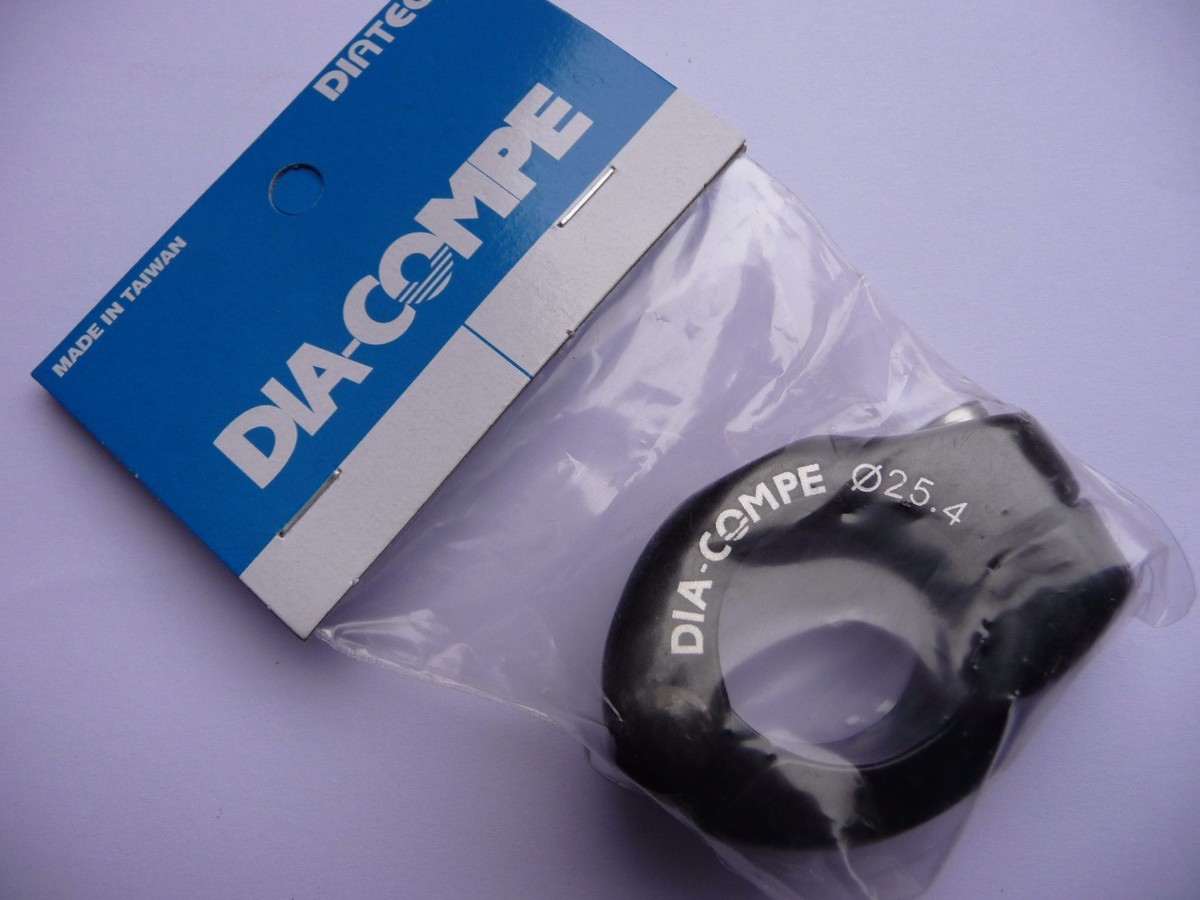 DIATEC
DIA-COMPE
MADE IN TAIWAN
DIA-COMPE Ø25.4